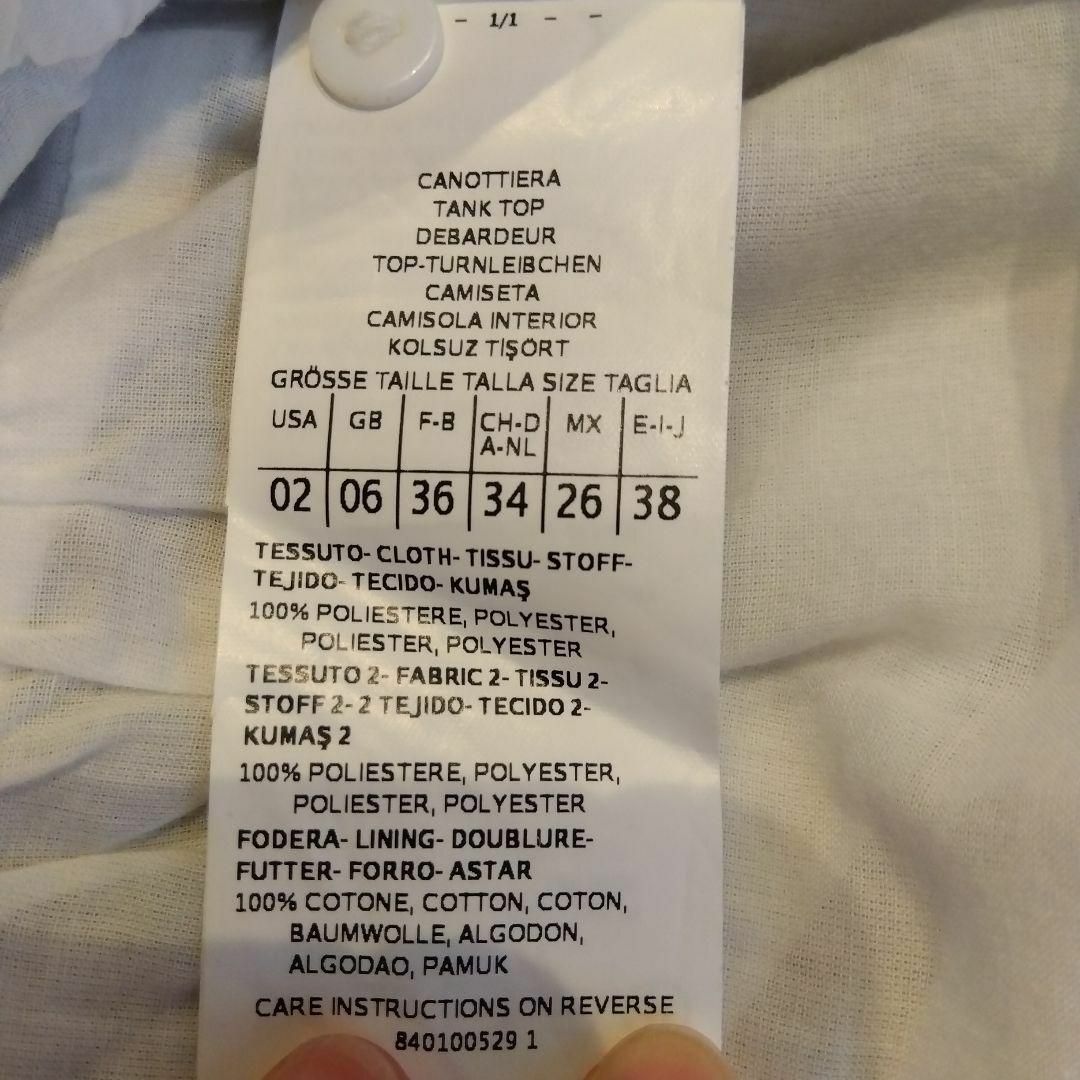 - 1/1 - -
CANOTTIERA
TANK TOP
DEBARDEUR
TOP-TURNLEIBCHEN
CAMISETA
CAMISOLA INTERIOR
KOLSUZ TİŞÖRT
GRÖSSE TAILLE TALLA SIZE TAGLIA
USA GB F-B CH-D A-NL MX E-I-J
02 06 36 34 26 38
TESSUTO- CLOTH- TISSU- STOFF-
TEJIDO- TECIDO- KUMAŞ
100% POLIESTERE, POLYESTER,
POLIESTER, POLYESTER
TESSUTO 2- FABRIC 2- TISSU 2-
STOFF 2- 2 TEJIDO- TECIDO 2-
KUMAŞ 2
100% POLIESTERE, POLYESTER,
POLIESTER, POLYESTER
FODERA- LINING- DOUBLURE-
FUTTER- FORRO- ASTAR
100% COTONE, COTTON, COTON,
BAUMWOLLE, ALGODON,
ALGODAO, PAMUK
CARE INSTRUCTIONS ON REVERSE
840100529 1